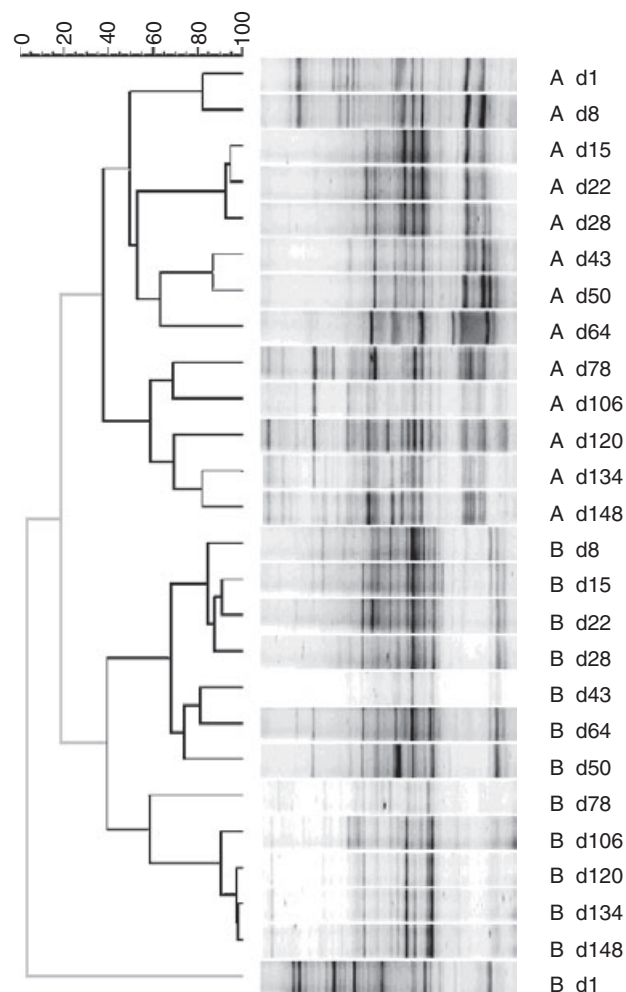 0 20 40 60 80 100
A d1
A d8
A d15
A d22
A d28
A d43
A d50
A d64
A d78
A d106
A d120
A d134
A d148
B d8
B d15
B d22
B d28
B d43
B d64
B d50
B d78
B d106
B d120
B d134
B d148
B d1